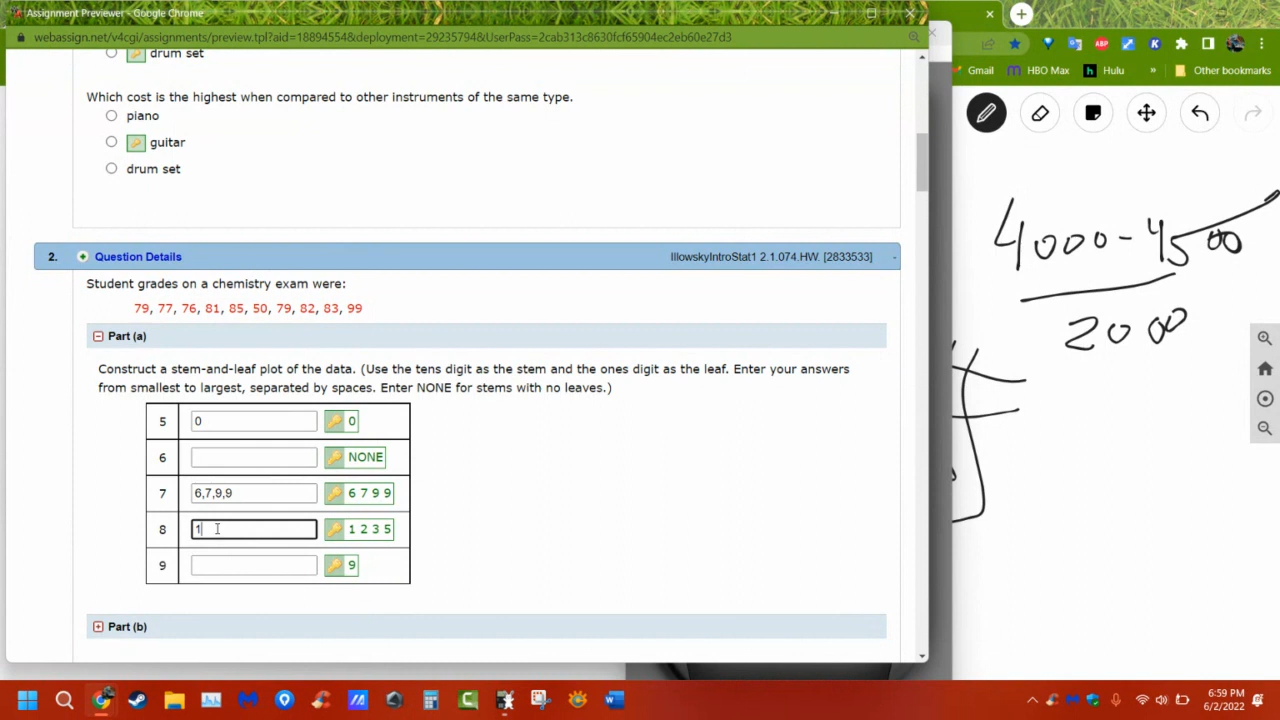 Assignment Previewer - Google Chrome
webassign.net/v4cgi/assignments/preview.tpl?aid=18894554&deployment=29235794&UserPass=2cab313c8630fcf65904ec2eb60e27d3
ABP
Gmail
HBO Max
Hulu
»
Other bookmarks
drum set
Which cost is the highest when compared to other instruments of the same type.
piano
guitar
drum set
2. Question Details IllowskyIntroStat1 2.1.074.HW. [2833533] -
Student grades on a chemistry exam were:
79, 77, 76, 81, 85, 50, 79, 82, 83, 99
Part (a)
Construct a stem-and-leaf plot of the data. (Use the tens digit as the stem and the ones digit as the leaf. Enter your answers
from smallest to largest, separated by spaces. Enter NONE for stems with no leaves.)
5 0 0
6 NONE
7 6,7,9,9 6 7 9 9
8 1 1 2 3 5
9 9
Part (b)
4000-4500
2000
6:59 PM
6/2/2022